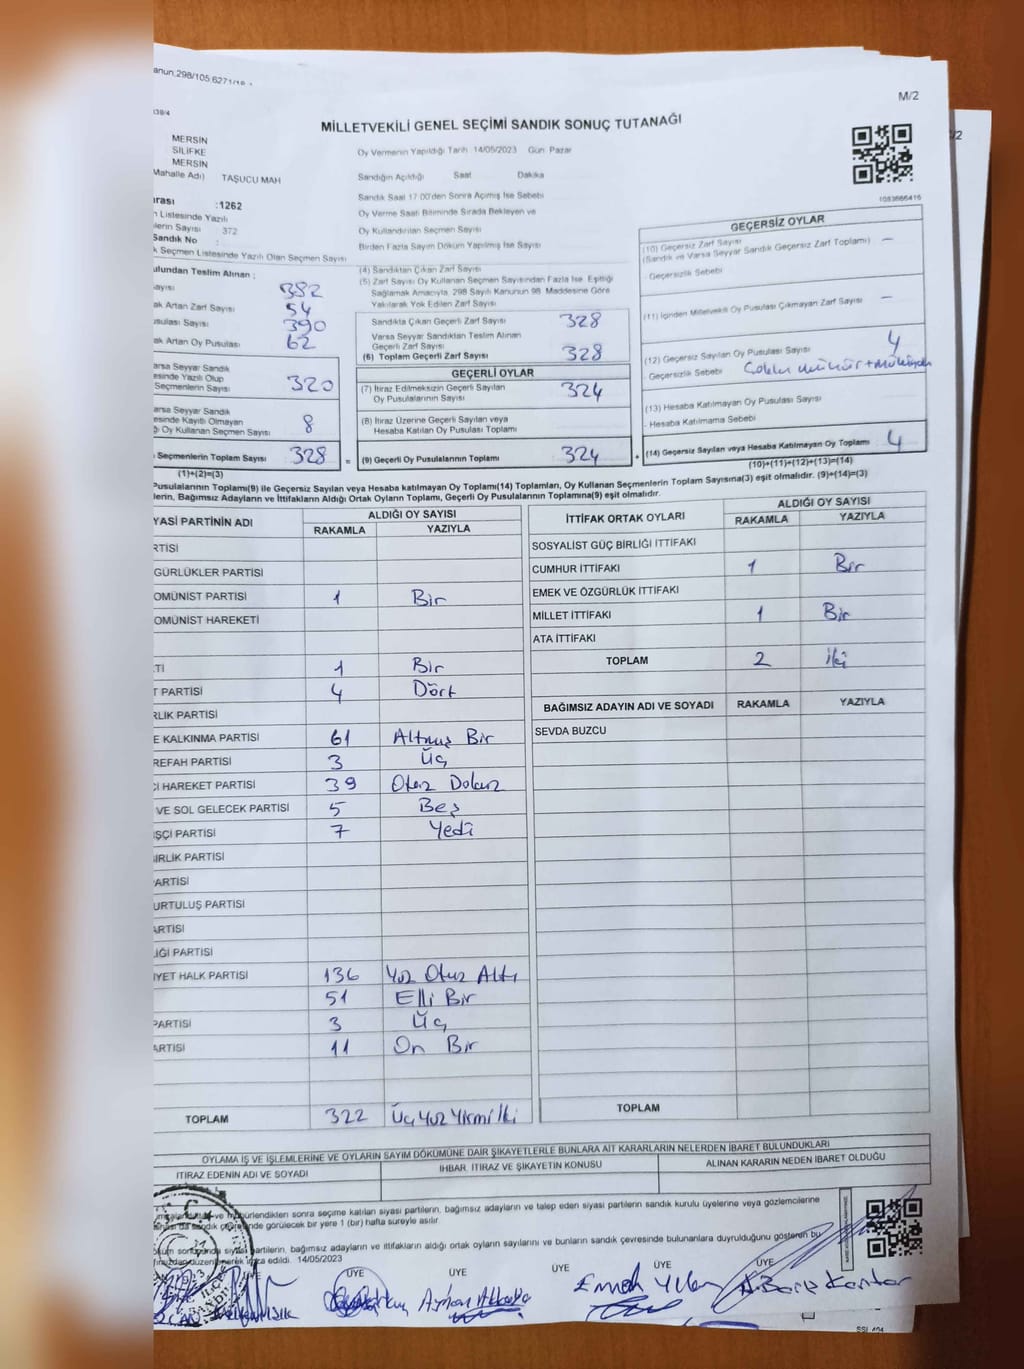 anun.298/105.6271/
M/2
/2
MİLLETVEKİLİ GENEL SEÇİMİ SANDIK SONUÇ TUTANAĞI
MERSİN
SİLİFKE
MERSİN
Mahalle Adı) TAŞUCU MAH
Oy Vermenin Yapıldığı Tarih 14/05/2023 Gün Pazar
Sandığın Açıldığı Saat Dakika
Sandık Saat 17.00'den Sonra Açılmış İse Sebebi
Oy Verme Saati Bitiminde Sırada Bekleyen ve
Oy Kullandırılan Seçmen Sayısı
Birden Fazla Sayım Döküm Yapılmış İse Sayısı
1083666416
ırası :1262
n Listesinde Yazılı
lerin Sayısı : 372
Sandık No :
k Seçmen Listesinde Yazılı Olan Seçmen Sayısı
ulundan Teslim Alınan ;
ayısı 382
ak Artan Zarf Sayısı 54
usulası Sayısı 390
ak Artan Oy Pusulası 62
arsa Seyyar Sandık
esinde Yazılı Olup
Seçmenlerin Sayısı 320
arsa Seyyar Sandık
esinde Kayıtlı Olmayan
ği Oy Kullanan Seçmen Sayısı 8
Seçmenlerin Toplam Sayısı 328
(1)+(2)=(3)
(4) Sandıktan Çıkan Zarf Sayısı
(5) Zarf Sayısı Oy Kullanan Seçmen Sayısından Fazla İse, Eşitliği
Sağlamak Amacıyla, 298 Sayılı Kanunun 98. Maddesine Göre
Yakılarak Yok Edilen Zarf Sayısı
Sandıkta Çıkan Geçerli Zarf Sayısı 328
Varsa Seyyar Sandıktan Teslim Alınan
Geçerli Zarf Sayısı
(6) Toplam Geçerli Zarf Sayısı 328
GEÇERLİ OYLAR
(7) İtiraz Edilmeksizin Geçerli Sayılan
Oy Pusulalarının Sayısı 324
(8) İtiraz Üzerine Geçerli Sayılan veya
Hesaba Katılan Oy Pusulası Toplamı
= (9) Geçerli Oy Pusulalarının Toplamı 324
GEÇERSİZ OYLAR
(10) Geçersiz Zarf Sayısı
(Sandık ve Varsa Seyyar Sandık Geçersiz Zarf Toplamı) —
Geçersizlik Sebebi
(11) İçinden Milletvekili Oy Pusulası Çıkmayan Zarf Sayısı —
(12) Geçersiz Sayılan Oy Pusulası Sayısı 4
Geçersizlik Sebebi
(13) Hesaba Katılmayan Oy Pusulası Sayısı
Hesaba Katılmama Sebebi
+ (14) Geçersiz Sayılan veya Hesaba Katılmayan Oy Toplamı 4
(10)+(11)+(12)+(13)=(14)
Pusulalarının Toplamı(9) ile Geçersiz Sayılan veya Hesaba katılmayan Oy Toplamı(14) Toplamları, Oy Kullanan Seçmenlerin Toplam Sayısına(3) eşit olmalıdır. (9)+(14)=(3)
lerin, Bağımsız Adayların ve İttifakların Aldığı Ortak Oyların Toplamı, Geçerli Oy Pusulalarının Toplamına(9) eşit olmalıdır.
YASİ PARTİNİN ADI ALDIĞI OY SAYISI
RAKAMLA YAZIYLA
RTİSİ
GÜRLÜKLER PARTİSİ
OMÜNİST PARTİSİ 1 Bir
OMÜNİST HAREKETİ
Tİ 1 Bir
T PARTİSİ 4 Dört
RLİK PARTİSİ
E KALKINMA PARTİSİ 61 Altmış Bir
REFAH PARTİSİ 3 Üç
Çİ HAREKET PARTİSİ 39 Otuz Dokuz
VE SOL GELECEK PARTİSİ 5 Beş
İŞÇİ PARTİSİ 7 Yedi
BİRLİK PARTİSİ
ARTİSİ
URTULUŞ PARTİSİ
ARTİSİ
LİĞİ PARTİSİ
İYET HALK PARTİSİ 136 Yüz Otuz Altı
51 Elli Bir
PARTİSİ 3 Üç
ARTİSİ 11 On Bir
TOPLAM 322 Üç Yüz Yirmi İki
İTTİFAK ORTAK OYLARI ALDIĞI OY SAYISI
RAKAMLA YAZIYLA
SOSYALİST GÜÇ BİRLİĞİ İTTİFAKI
CUMHUR İTTİFAKI 1 Bir
EMEK VE ÖZGÜRLÜK İTTİFAKI
MİLLET İTTİFAKI 1 Bir
ATA İTTİFAKI
TOPLAM 2 İki
BAĞIMSIZ ADAYIN ADI VE SOYADI RAKAMLA YAZIYLA
SEVDA BUZCU
TOPLAM
OYLAMA İŞ VE İŞLEMLERİNE VE OYLARIN SAYIM DÖKÜMÜNE DAİR ŞİKAYETLERLE BUNLARA AİT KARARLARIN NELERDEN İBARET BULUNDUKLARI
İTİRAZ EDENİN ADI VE SOYADI İHBAR, İTİRAZ VE ŞİKAYETİN KONUSU ALINAN KARARIN NEDEN İBARET OLDUĞU
ve mühürlendikten sonra seçime katılan siyasi partilerin, bağımsız adayların ve talep eden siyasi partilerin sandık kurulu üyelerine veya gözlemcilerine
da sandık çevresinde görülecek bir yere 1 (bir) hafta süreyle asılır.
siyasi partilerin, bağımsız adayların ve ittifakların aldığı ortak oyların sayılarını ve bunların sandık çevresinde bulunanlara duyurulduğunu gösteren bu
düzenlenerek imza edildi. 14/05/2023
ÜYE ÜYE ÜYE ÜYE ÜYE